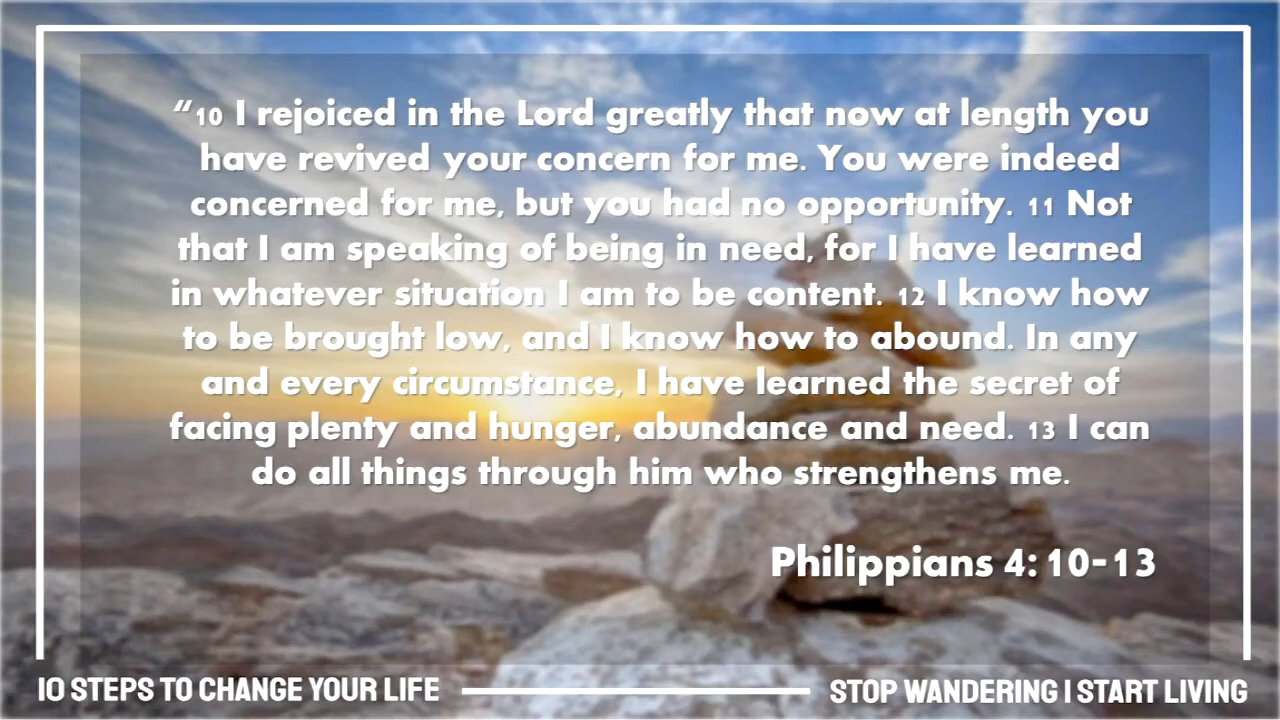 “10 I rejoiced in the Lord greatly that now at length you
have revived your concern for me. You were indeed
concerned for me, but you had no opportunity. 11 Not
that I am speaking of being in need, for I have learned
in whatever situation I am to be content. 12 I know how
to be brought low, and I know how to abound. In any
and every circumstance, I have learned the secret of
facing plenty and hunger, abundance and need. 13 I can
do all things through him who strengthens me.
Philippians 4:10-13
10 STEPS TO CHANGE YOUR LIFE
STOP WANDERING | START LIVING